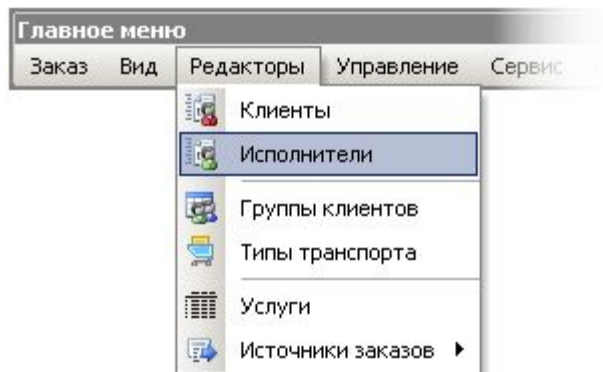 Главное меню
Заказ Вид Редакторы Управление Сервис
Клиенты
Исполнители
Группы клиентов
Типы транспорта
Услуги
Источники заказов